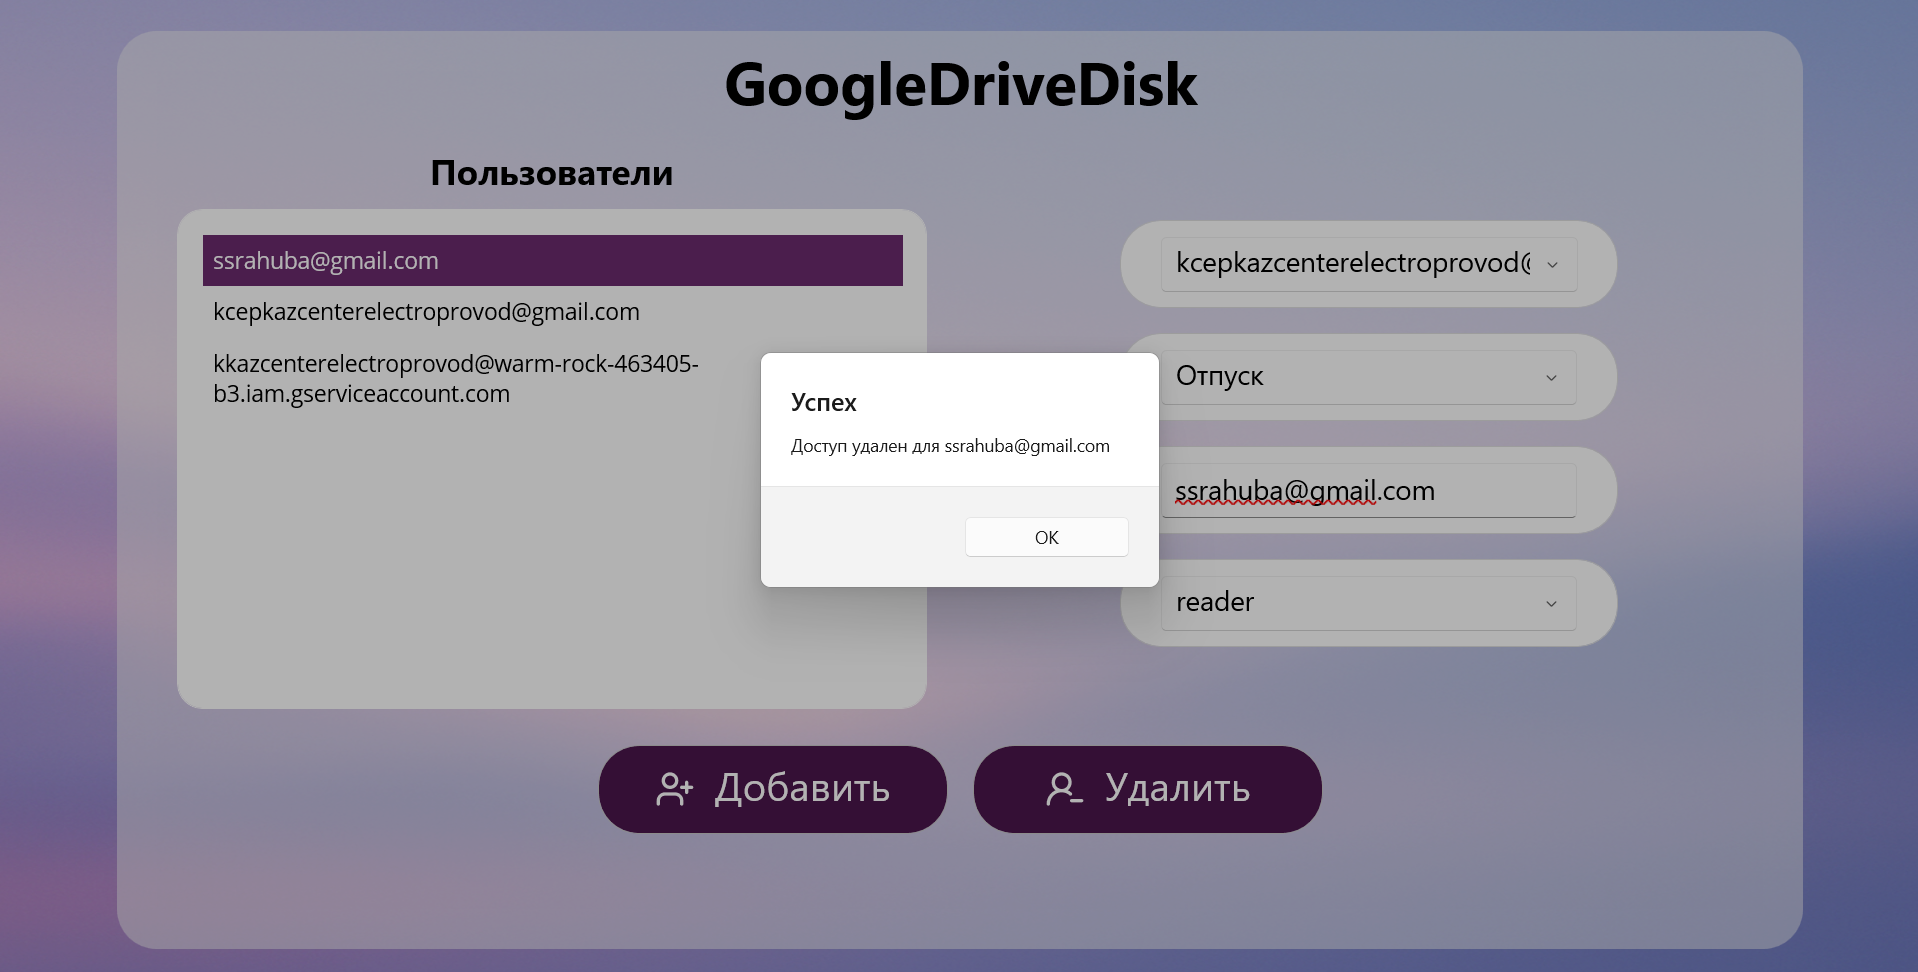 GoogleDriveDisk
Пользователи
ssrahuba@gmail.com
kcepkazcenterelectroprovod@gmail.com
kkazcenterelectroprovod@warm-rock-463405-
b3.iam.gserviceaccount.com
kcepkazcenterelectroprovod@
Отпуск
ssrahuba@gmail.com
reader
Успех
Доступ удален для ssrahuba@gmail.com
ОК
Добавить
Удалить